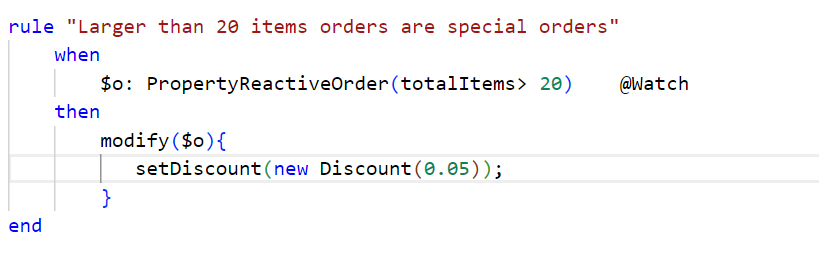 rule "Larger than 20 items orders are special orders"
    when
        $o: PropertyReactiveOrder(totalItems> 20)    @Watch
    then
        modify($o){
           setDiscount(new Discount(0.05));
        }
end